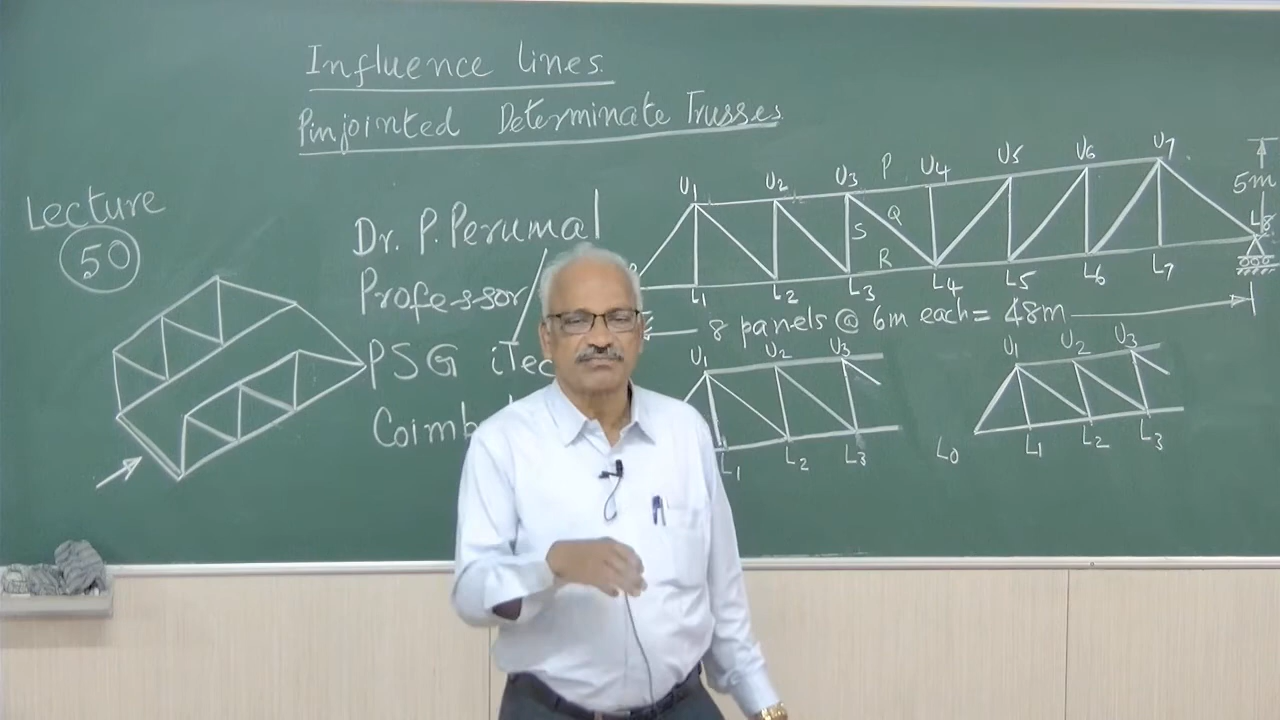 Influence lines
Pinjointed Determinate Trusses
Lecture
50
Dr. P. Perumal
Professor
PSG iTec
Coimb
U1 U2 U3 P U4 U5 U6 U7
5m
S Q R
L8
L1 L2 L3 L4 L5 L6 L7
8 panels @ 6m each = 48m
U1 U2 U3
L1 L2 L3
U1 U2 U3
L0 L1 L2 L3